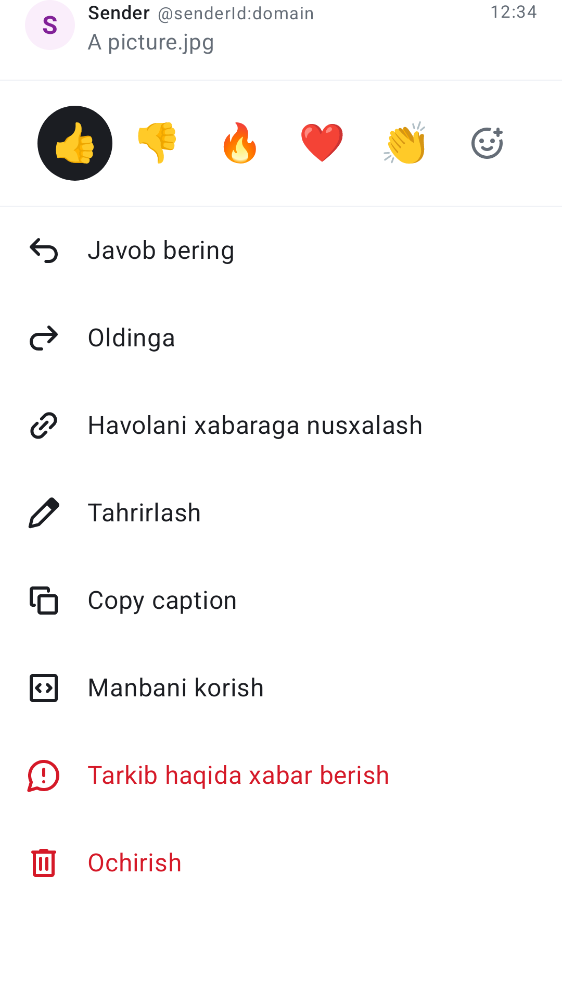 S
Sender @senderId:domain 12:34
A picture.jpg
Javob bering
Oldinga
Havolani xabaraga nusxalash
Tahrirlash
Copy caption
Manbani korish
Tarkib haqida xabar berish
Ochirish